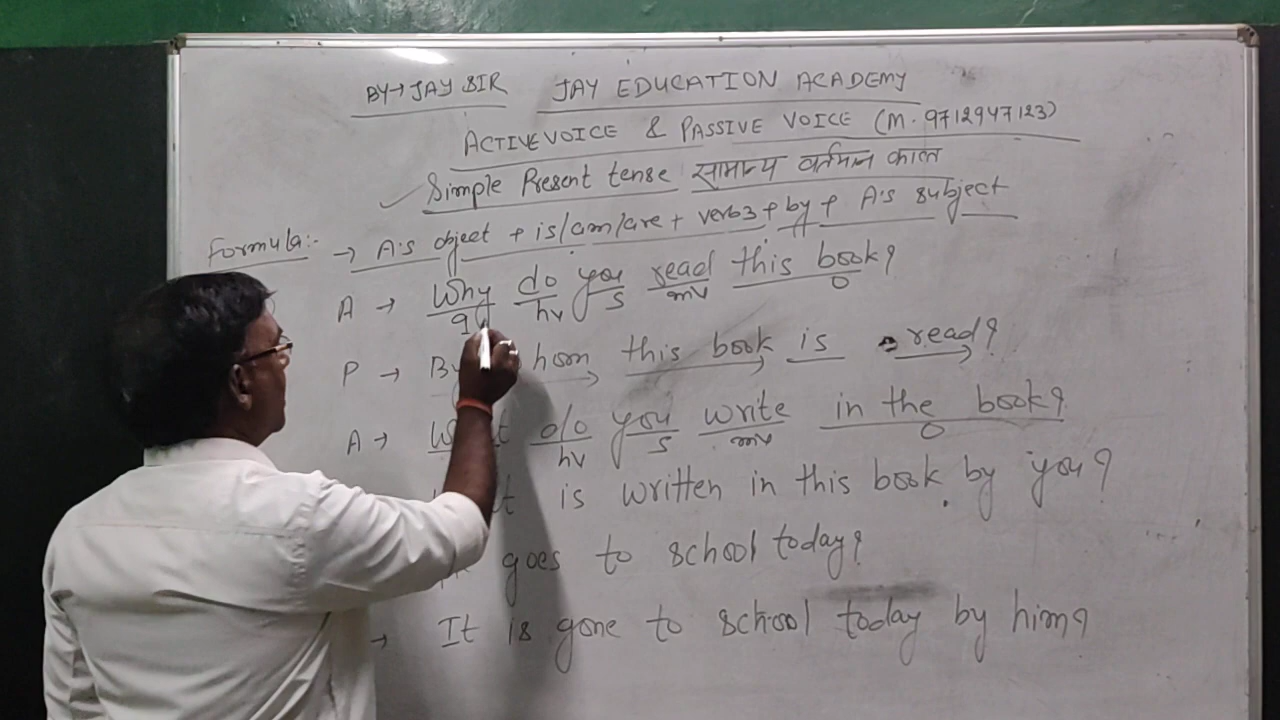 BY→JAY SIR JAY EDUCATION ACADEMY
ACTIVE VOICE & PASSIVE VOICE (M. 9712947123)
Simple Present tense सामान्य वर्तमान काल
Formula:- → A's object + is/am/are + verb3 + by + A's subject
A → Why do you read this book?
q hv s mv o
P → By whom this book is read?
A → do you write in the book?
hv s mv o
is written in this book by you?
goes to school today?
→ It is gone to school today by him?